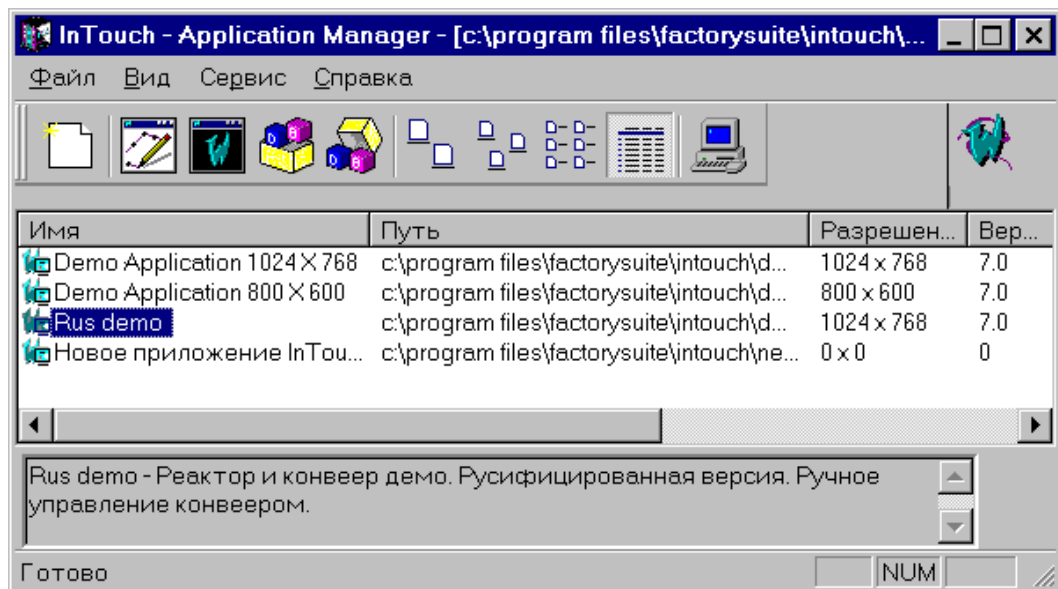 InTouch - Application Manager - [c:\program files\factorysuite\intouch\...
Файл Вид Сервис Справка
Имя Путь Разрешен... Вер...
Demo Application 1024 X 768 c:\program files\factorysuite\intouch\d... 1024 x 768 7.0
Demo Application 800 X 600 c:\program files\factorysuite\intouch\d... 800 x 600 7.0
Rus demo c:\program files\factorysuite\intouch\d... 1024 x 768 7.0
Новое приложение InTou... c:\program files\factorysuite\intouch\ne... 0 x 0 0
Rus demo - Реактор и конвеер демо. Русифицированная версия. Ручное
управление конвеером.
Готово NUM